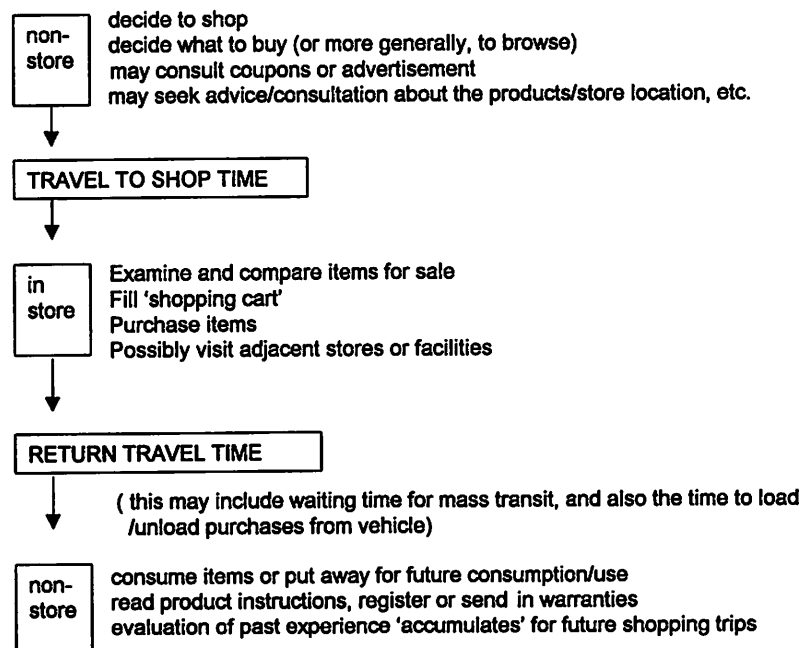 non-
store
decide to shop
decide what to buy (or more generally, to browse)
may consult coupons or advertisement
may seek advice/consultation about the products/store location, etc.
TRAVEL TO SHOP TIME
in
store
Examine and compare items for sale
Fill 'shopping cart'
Purchase items
Possibly visit adjacent stores or facilities
RETURN TRAVEL TIME
( this may include waiting time for mass transit, and also the time to load
/unload purchases from vehicle)
non-
store
consume items or put away for future consumption/use
read product instructions, register or send in warranties
evaluation of past experience 'accumulates' for future shopping trips